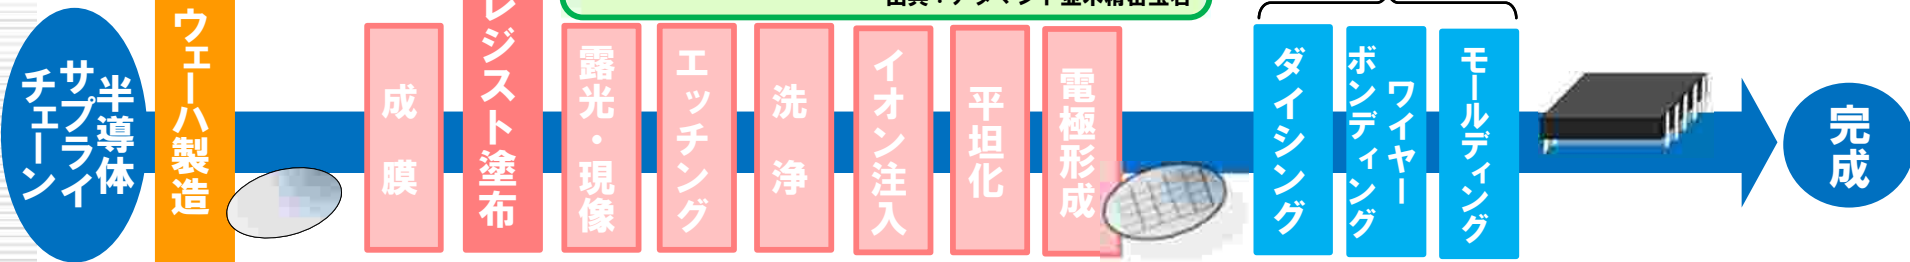 半導体
サプライ
チェーン
ウェーハ製造
成膜
レジスト塗布
露光・現像
エッチング
洗浄
イオン注入
平坦化
電極形成
ダイシング
ワイヤー
ボンディング
モールディング
完成